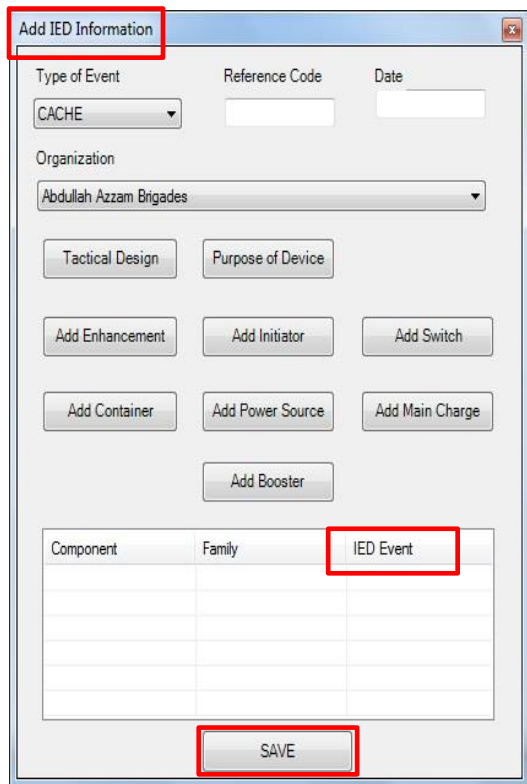 Add IED Information
Type of Event Reference Code Date
CACHE
Organization
Abdullah Azzam Brigades
Tactical Design Purpose of Device
Add Enhancement Add Initiator Add Switch
Add Container Add Power Source Add Main Charge
Add Booster
Component Family IED Event
SAVE